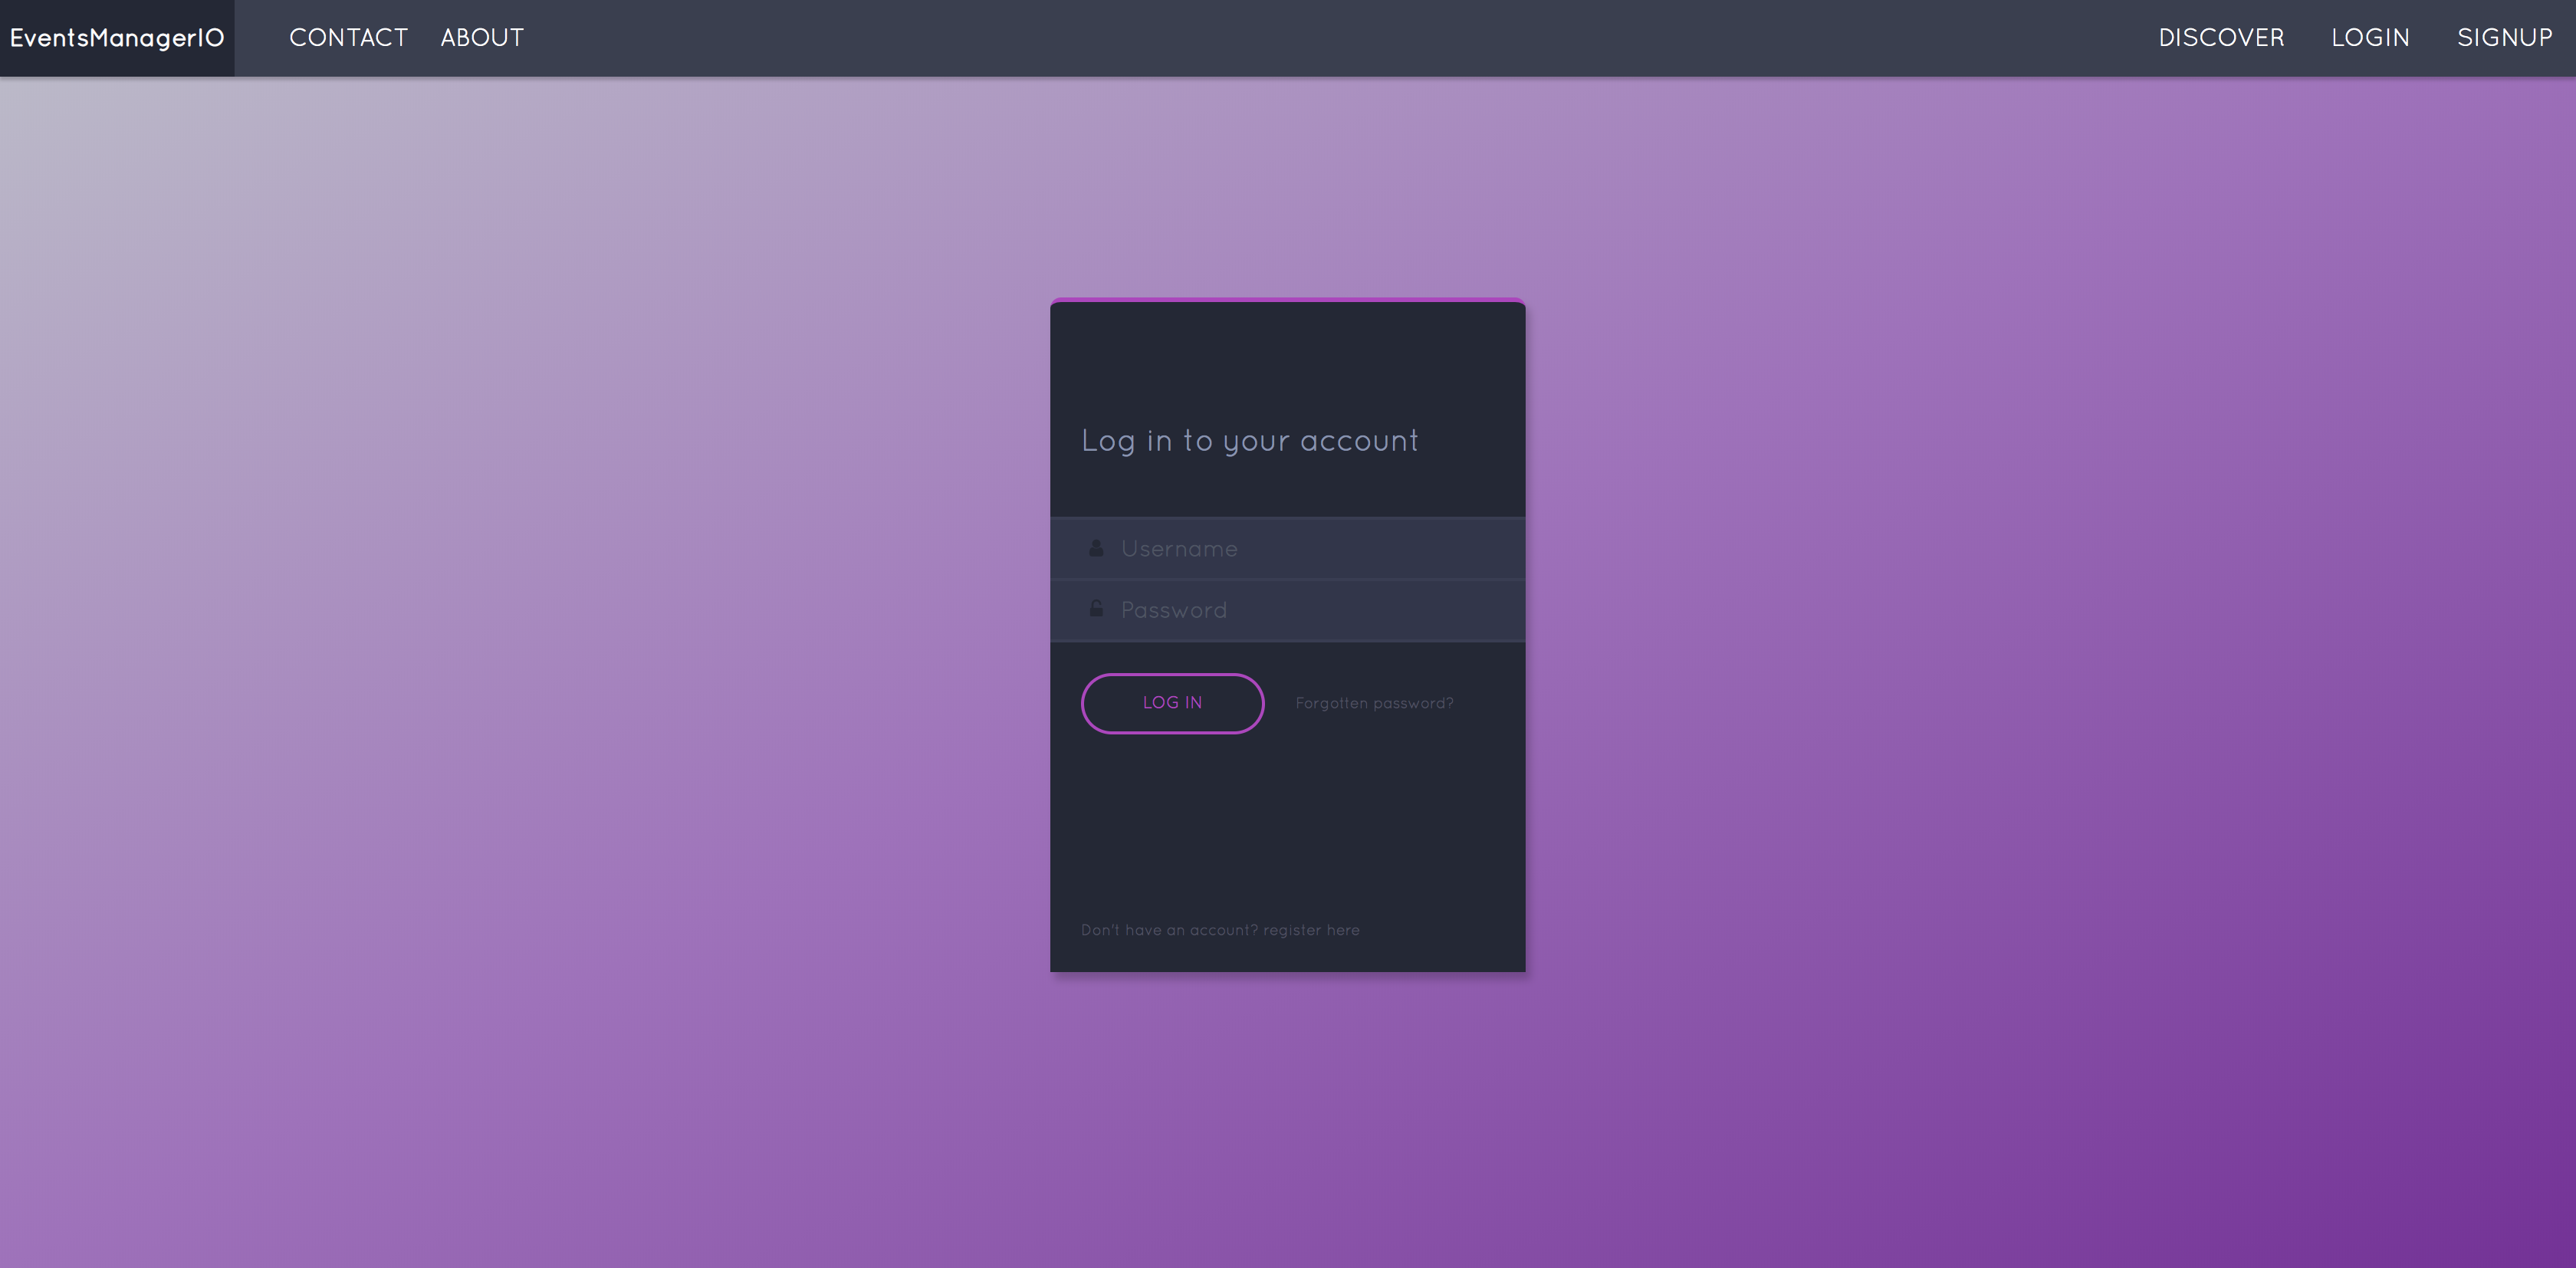 EventsManagerIO CONTACT ABOUT DISCOVER LOGIN SIGNUP
Log in to your account
Username
Password
LOG IN Forgotten password?
Don't have an account? register here